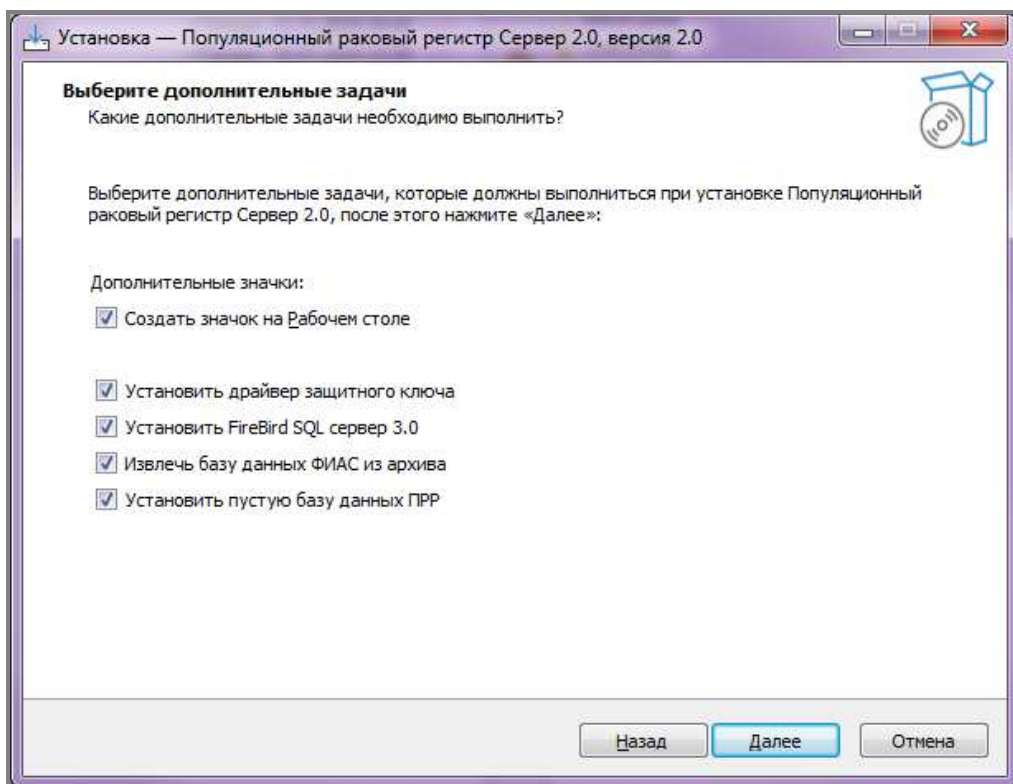 Установка — Популяционный раковый регистр Сервер 2.0, версия 2.0
Выберите дополнительные задачи
Какие дополнительные задачи необходимо выполнить?
Выберите дополнительные задачи, которые должны выполниться при установке Популяционный
раковый регистр Сервер 2.0, после этого нажмите «Далее»:
Дополнительные значки:
Создать значок на Рабочем столе
Установить драйвер защитного ключа
Установить FireBird SQL сервер 3.0
Извлечь базу данных ФИАС из архива
Установить пустую базу данных ПРР
Назад
Далее
Отмена